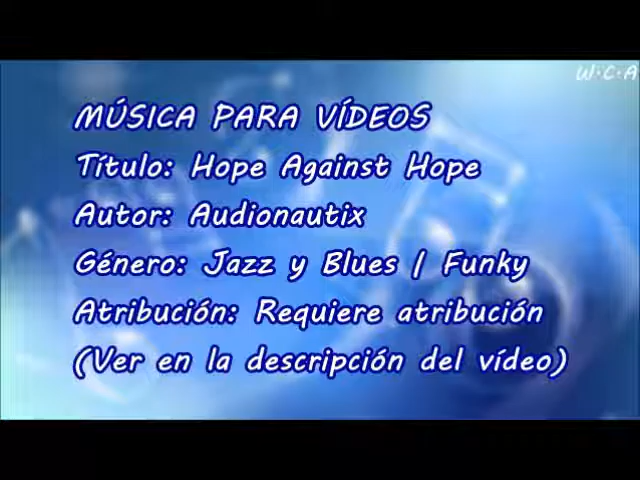 W.C.A
MÚSICA PARA VÍDEOS
Título: Hope Against Hope
Autor: Audionautix
Género: Jazz y Blues | Funky
Atribución: Requiere atribución
(Ver en la descripción del vídeo)